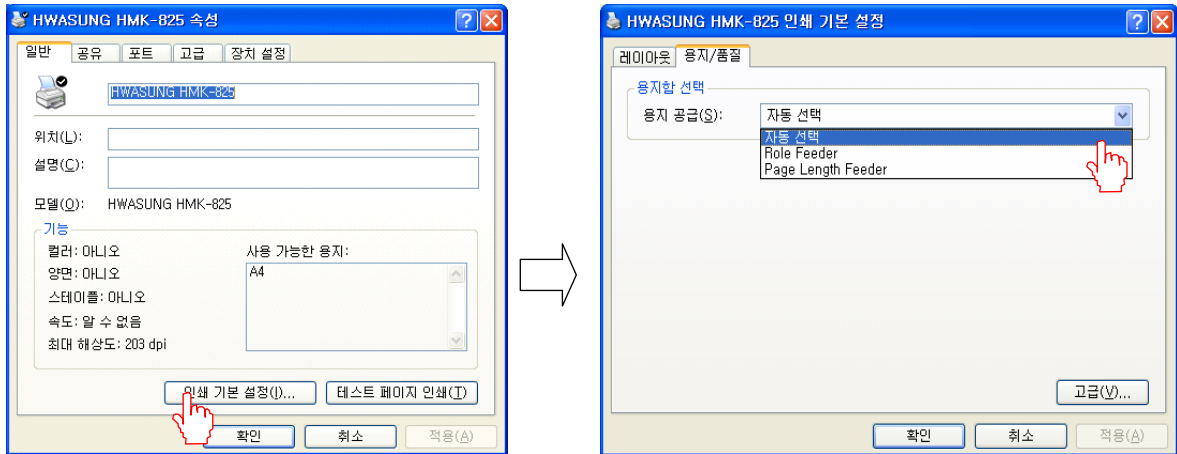 HWASUNG HMK-825 속성
일반 공유 포트 고급 장치 설정
HWASUNG HMK-825
위치(L):
설명(C):
모델(O): HWASUNG HMK-825
기능
컬러: 아니오
양면: 아니오
스테이플: 아니오
속도: 알 수 없음
최대 해상도: 203 dpi
사용 가능한 용지:
A4
인쇄 기본 설정(I)... 테스트 페이지 인쇄(T)
확인 취소 적용(A)
HWASUNG HMK-825 인쇄 기본 설정
레이아웃 용지/품질
용지함 선택
용지 공급(S): 자동 선택
자동 선택
Role Feeder
Page Length Feeder
고급(V)...
확인 취소 적용(A)